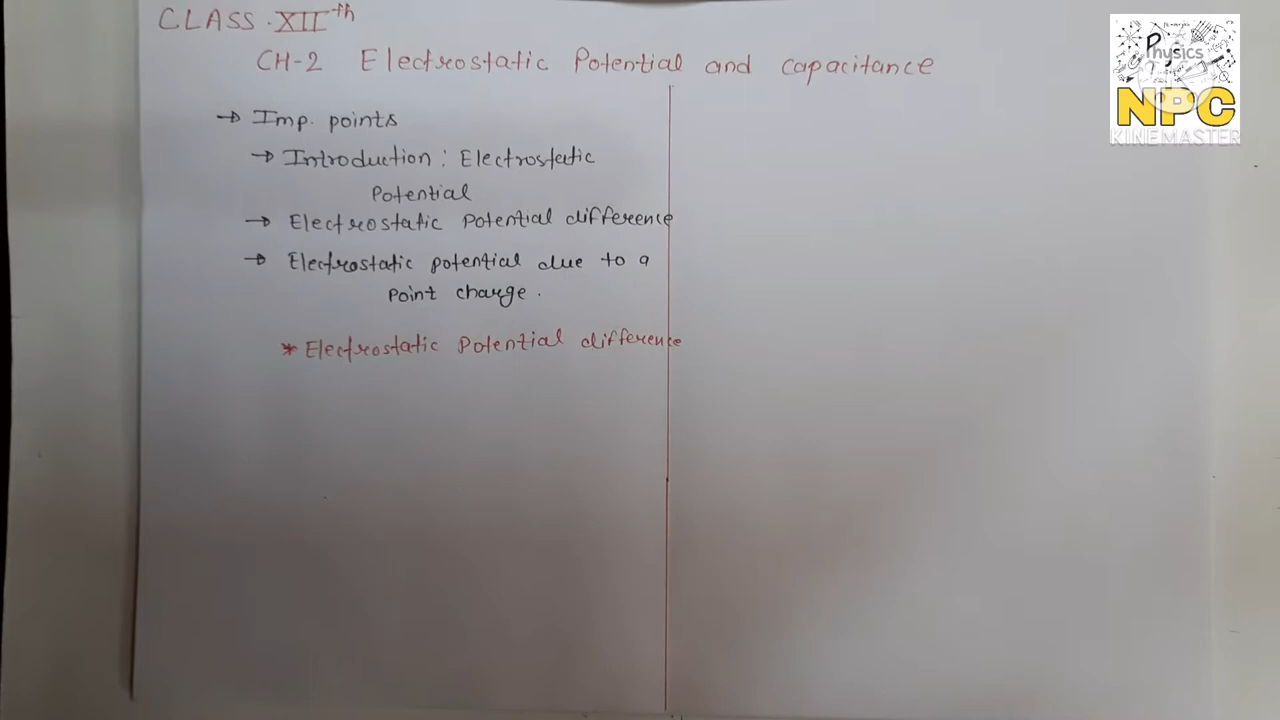 CLASS XII th
CH-2 Electrostatic Potential and capacitance
→ Imp. points
→ Introduction : Electrostatic
Potential
→ Electrostatic Potential difference
→ Electrostatic potential due to a
Point charge.
* Electrostatic Potential difference
Physics
NPC
KINEMASTER